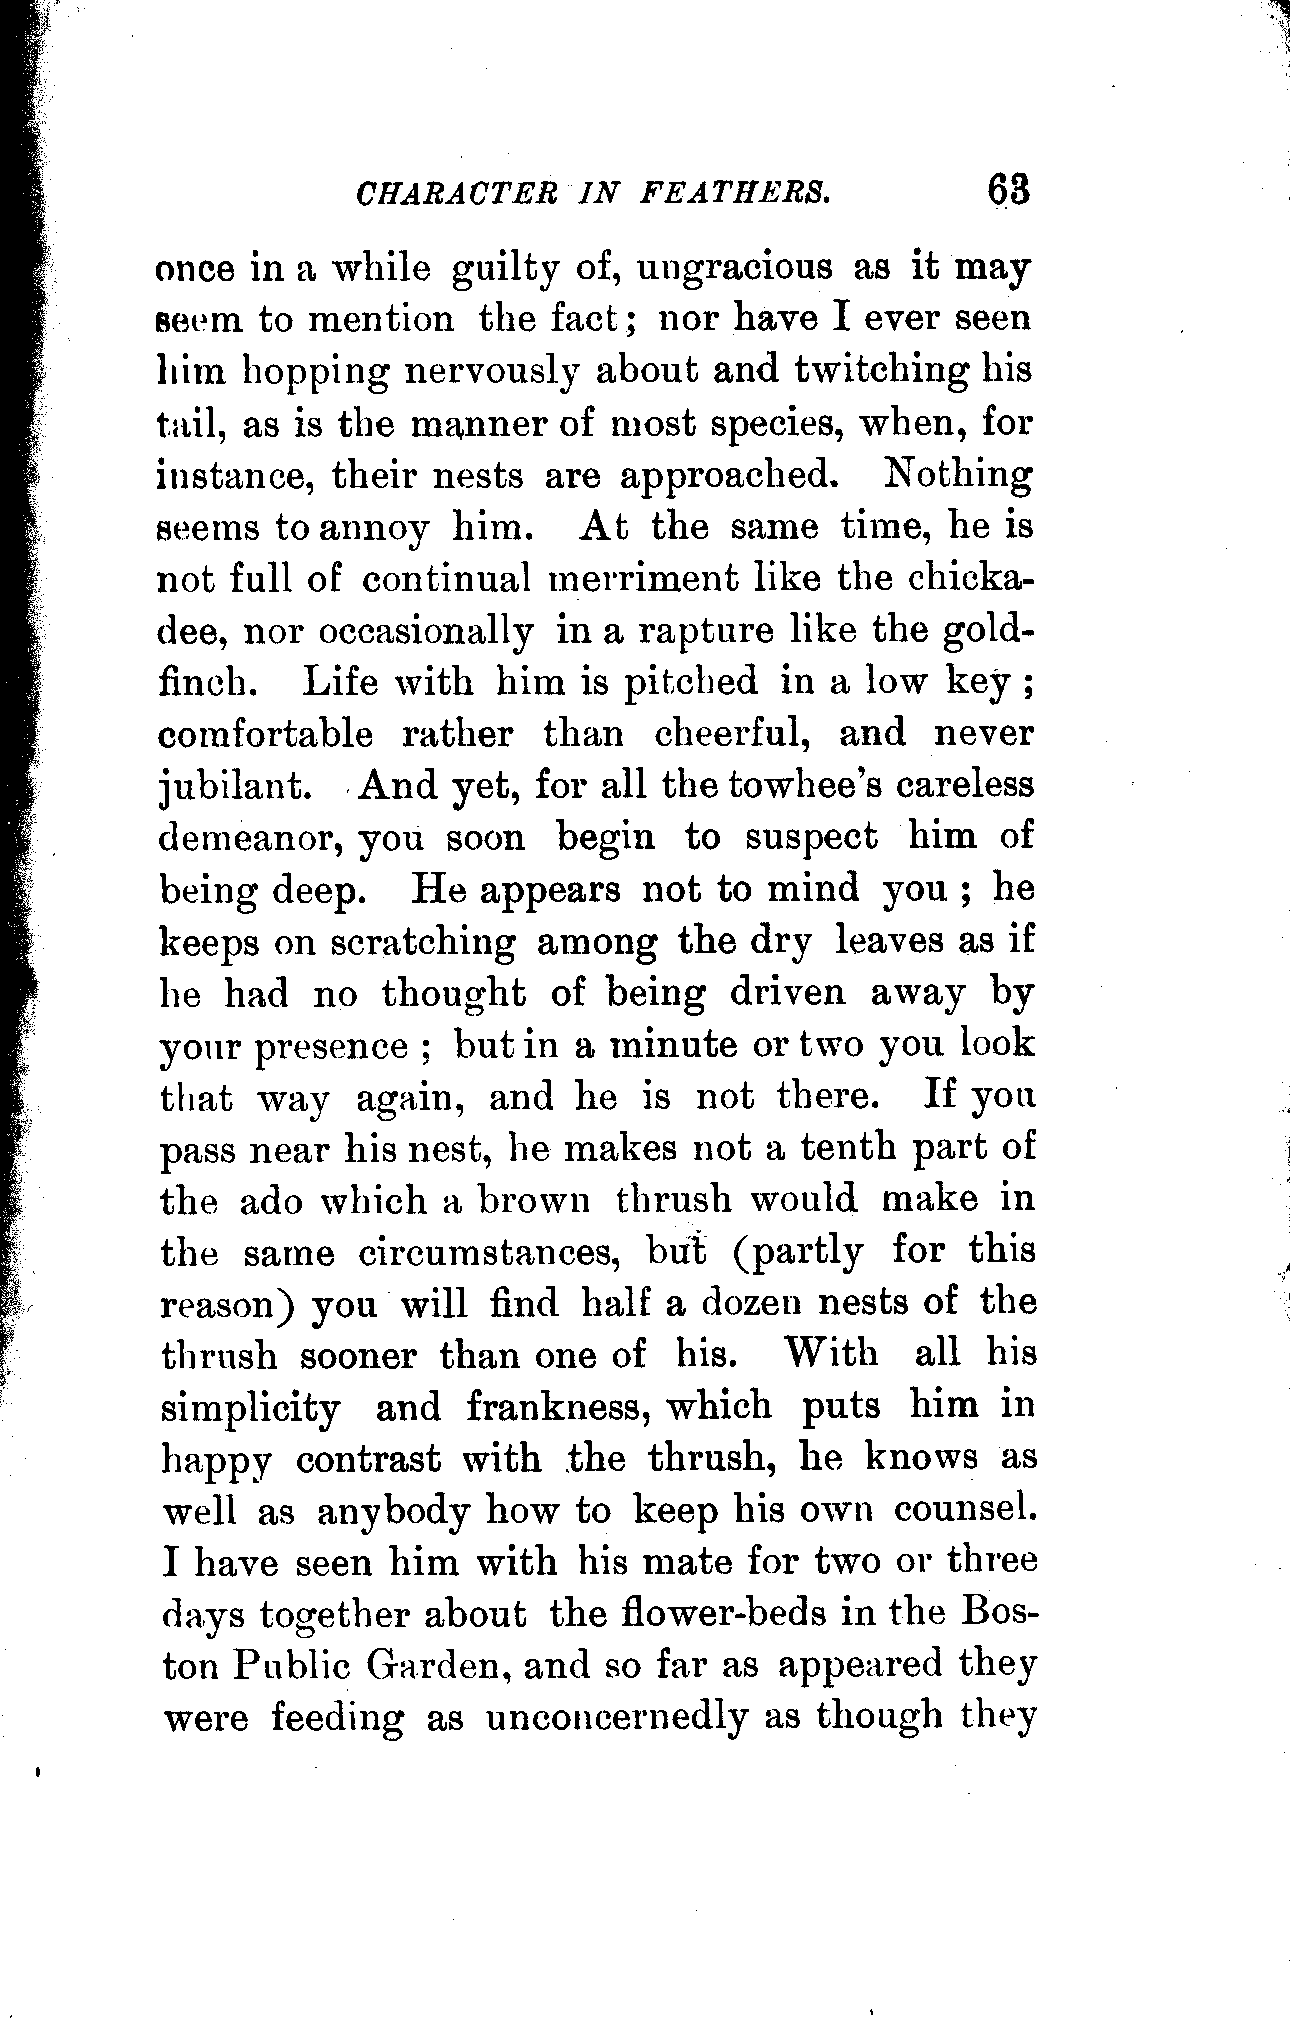 CHARACTER IN FEATHERS. 63
once in a while guilty of, ungracious as it may
seem to mention the fact; nor have I ever seen
him hopping nervously about and twitching his
tail, as is the manner of most species, when, for
instance, their nests are approached. Nothing
seems to annoy him. At the same time, he is
not full of continual merriment like the chicka-
dee, nor occasionally in a rapture like the gold-
finch. Life with him is pitched in a low key;
comfortable rather than cheerful, and never
jubilant. And yet, for all the towhee's careless
demeanor, you soon begin to suspect him of
being deep. He appears not to mind you; he
keeps on scratching among the dry leaves as if
he had no thought of being driven away by
your presence; but in a minute or two you look
that way again, and he is not there. If you
pass near his nest, he makes not a tenth part of
the ado which a brown thrush would make in
the same circumstances, but (partly for this
reason) you will find half a dozen nests of the
thrush sooner than one of his. With all his
simplicity and frankness, which puts him in
happy contrast with the thrush, he knows as
well as anybody how to keep his own counsel.
I have seen him with his mate for two or three
days together about the flower-beds in the Bos-
ton Public Garden, and so far as appeared they
were feeding as unconcernedly as though they